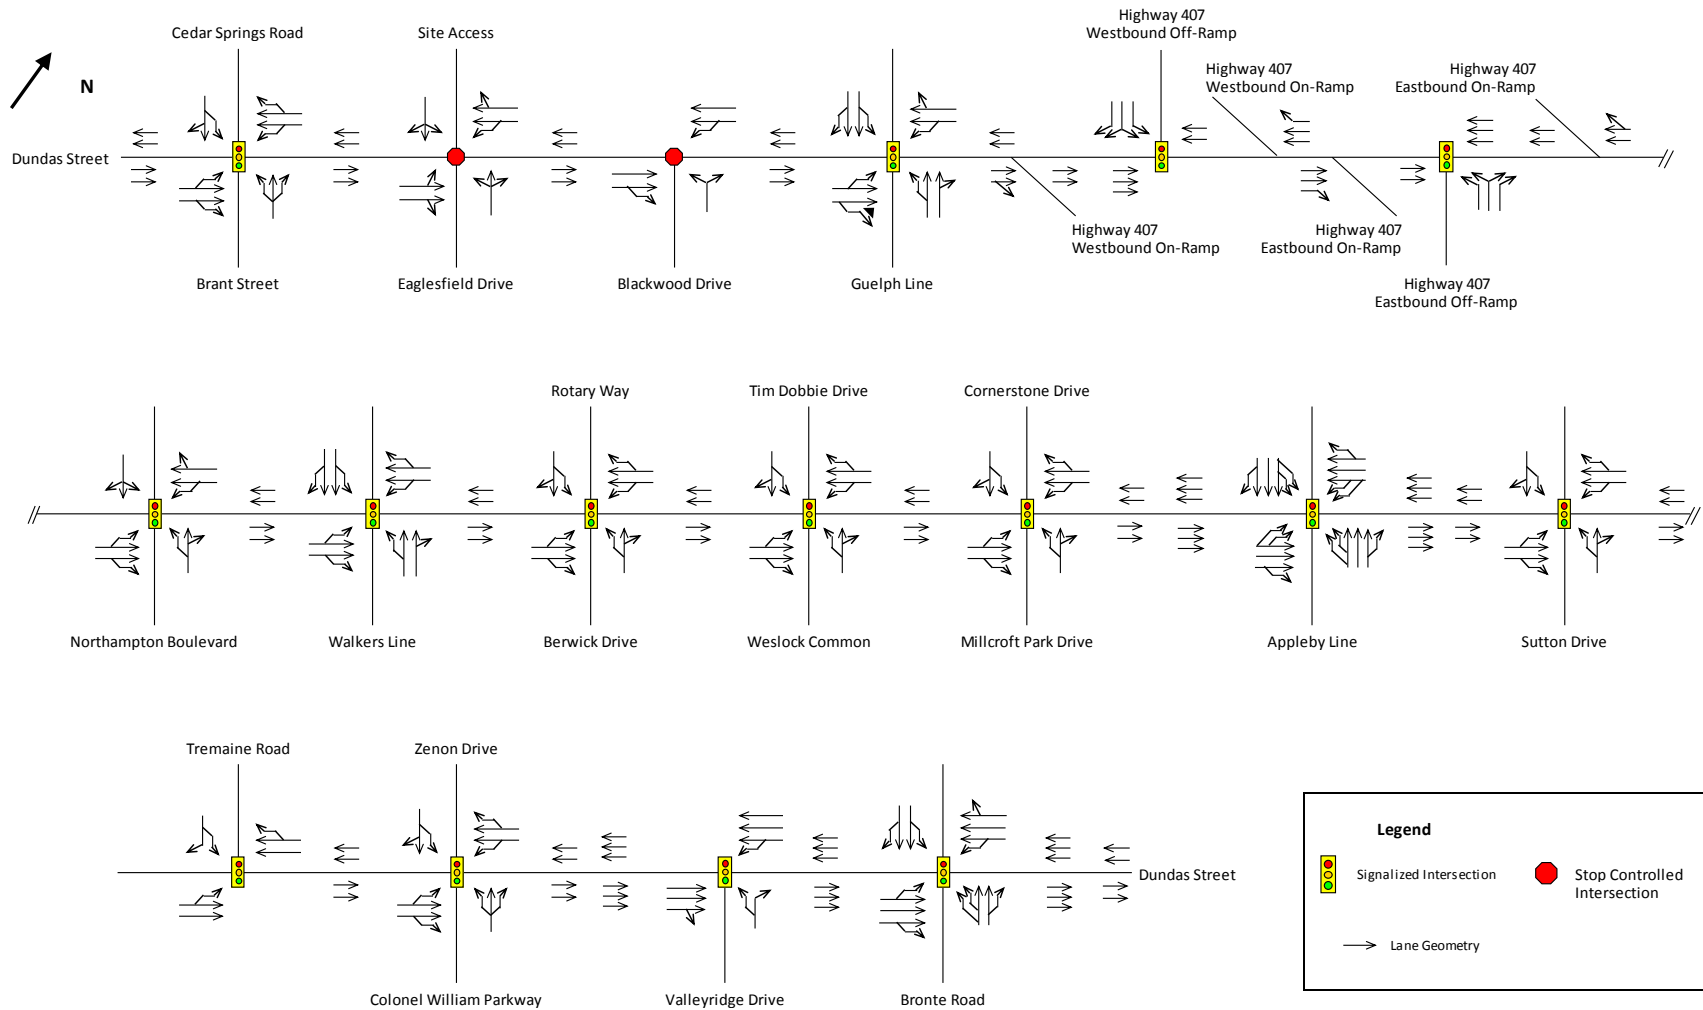 Cedar Springs Road
Site Access
Highway 407
Westbound Off-Ramp
N
Highway 407
Westbound On-Ramp
Highway 407
Eastbound On-Ramp
Dundas Street
Highway 407
Westbound On-Ramp
Highway 407
Eastbound On-Ramp
Brant Street
Eaglesfield Drive
Blackwood Drive
Guelph Line
Highway 407
Eastbound Off-Ramp
Rotary Way
Tim Dobbie Drive
Cornerstone Drive
Northampton Boulevard
Walkers Line
Berwick Drive
Weslock Common
Millcroft Park Drive
Appleby Line
Sutton Drive
Tremaine Road
Zenon Drive
Dundas Street
Colonel William Parkway
Valleyridge Drive
Bronte Road
Legend
Signalized Intersection
Stop Controlled
Intersection
Lane Geometry